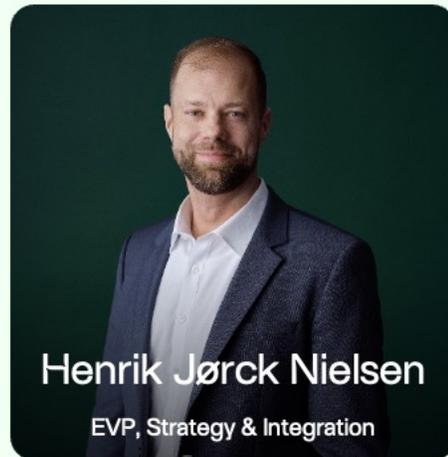 Henrik Jørck Nielsen
EVP, Strategy & Integration